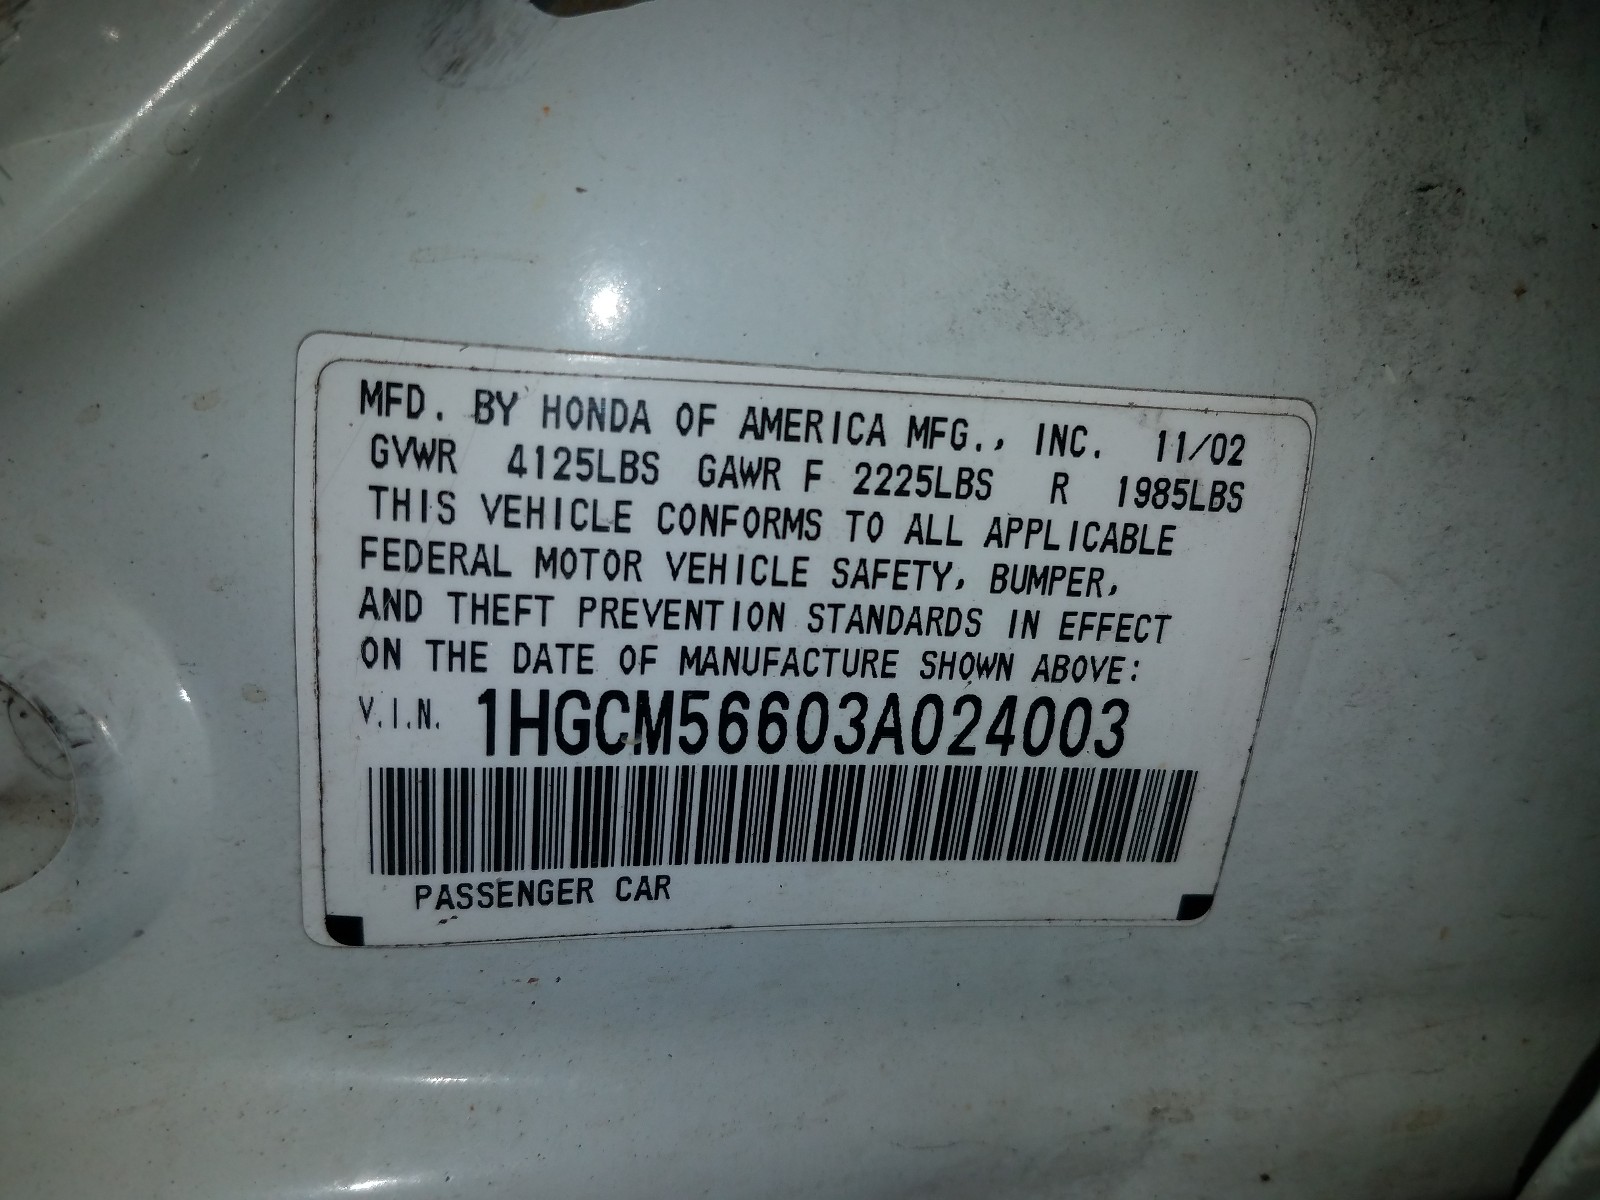 MFD. BY HONDA OF AMERICA MFG., INC. 11/02
GVWR 4125LBS GAWR F 2225LBS R 1985LBS
THIS VEHICLE CONFORMS TO ALL APPLICABLE
FEDERAL MOTOR VEHICLE SAFETY, BUMPER,
AND THEFT PREVENTION STANDARDS IN EFFECT
ON THE DATE OF MANUFACTURE SHOWN ABOVE:
V.I.N. 1HGCM56603A024003
PASSENGER CAR